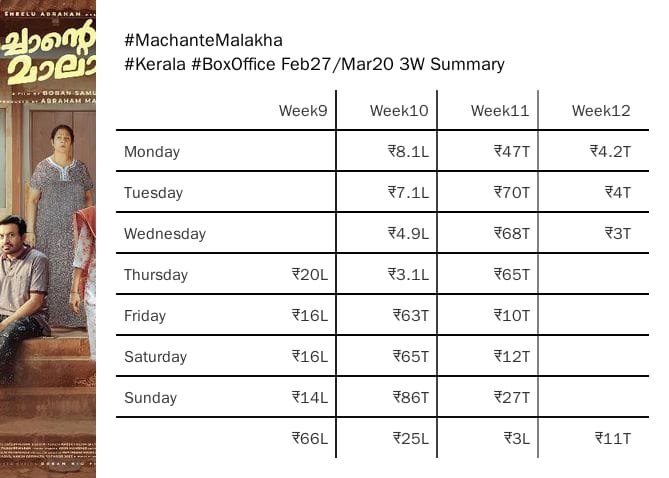 SHEELU ABRAHAM
മാലാ
A FILM BY BOBAN SAMU
PRODUCED BY ABRAHAM MA
#MachanteMalakha
#Kerala #BoxOffice Feb27/Mar20 3W Summary
Week9 Week10 Week11 Week12
Monday ₹8.1L ₹47T ₹4.2T
Tuesday ₹7.1L ₹70T ₹4T
Wednesday ₹4.9L ₹68T ₹3T
Thursday ₹20L ₹3.1L ₹65T
Friday ₹16L ₹63T ₹10T
Saturday ₹16L ₹65T ₹12T
Sunday ₹14L ₹86T ₹27T
₹66L ₹25L ₹3L ₹11T